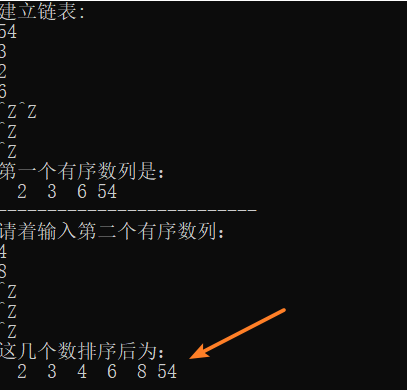 建立链表:
54
3
2
6
^Z^Z
^Z
^Z
第一个有序数列是:
  2  3  6 54
--------------------------
请着输入第二个有序数列:
4
8
^Z
^Z
^Z
这几个数排序后为:
  2  3  4  6  8 54